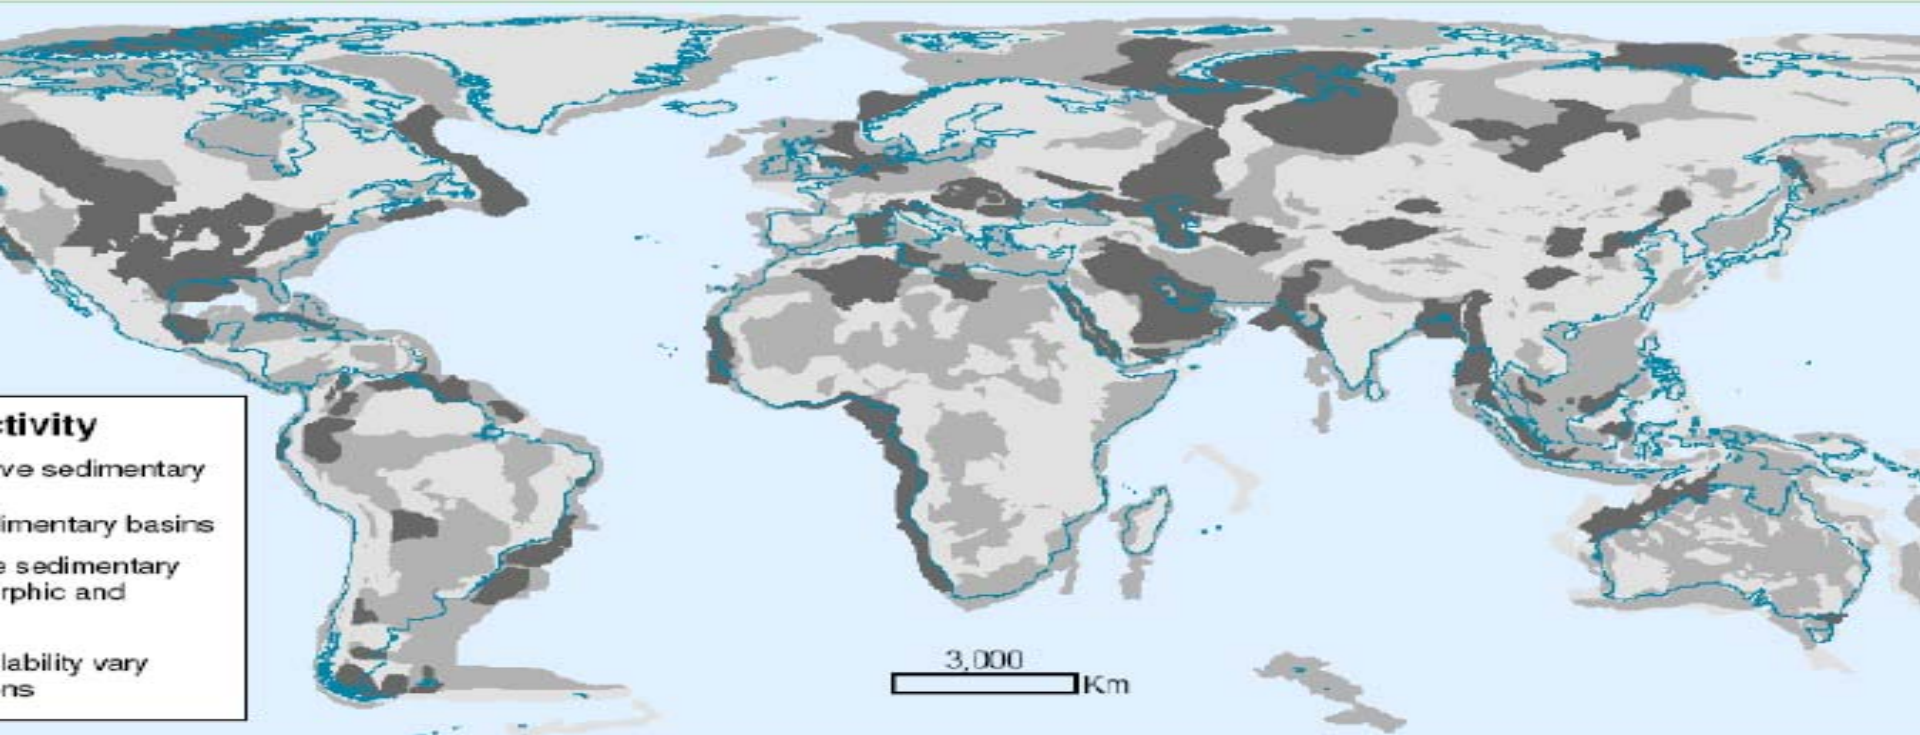 ctivity
ve sedimentary
imentary basins
e sedimentary
rphic and
lability vary
ns
3,000
Km